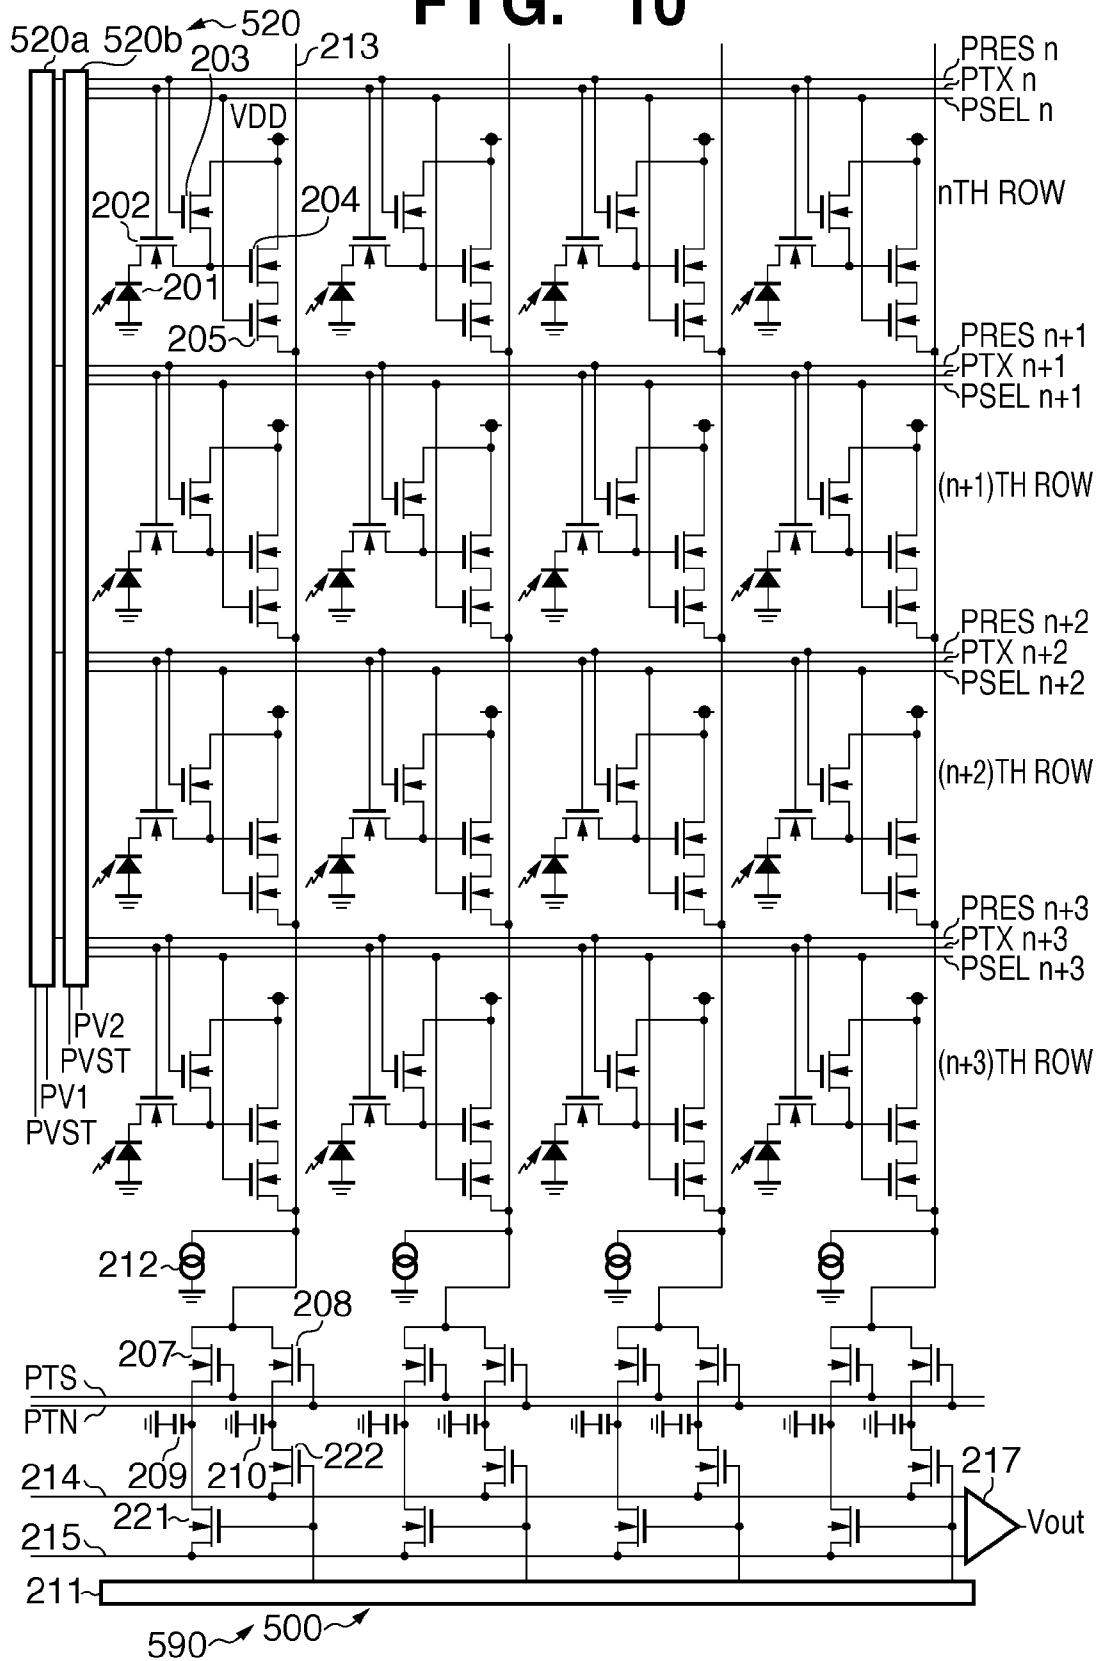 FIG. 10
520a 520b 520
203
213
PRES n
PTX n
PSEL n
VDD
nTH ROW
202
204
201
205
PRES n+1
PTX n+1
PSEL n+1
(n+1)TH ROW
PRES n+2
PTX n+2
PSEL n+2
(n+2)TH ROW
PRES n+3
PTX n+3
PSEL n+3
PV2
PVST
PV1
PVST
(n+3)TH ROW
212
208
207
PTS
PTN
209 210 222
214
217
221
Vout
215
211
590 500